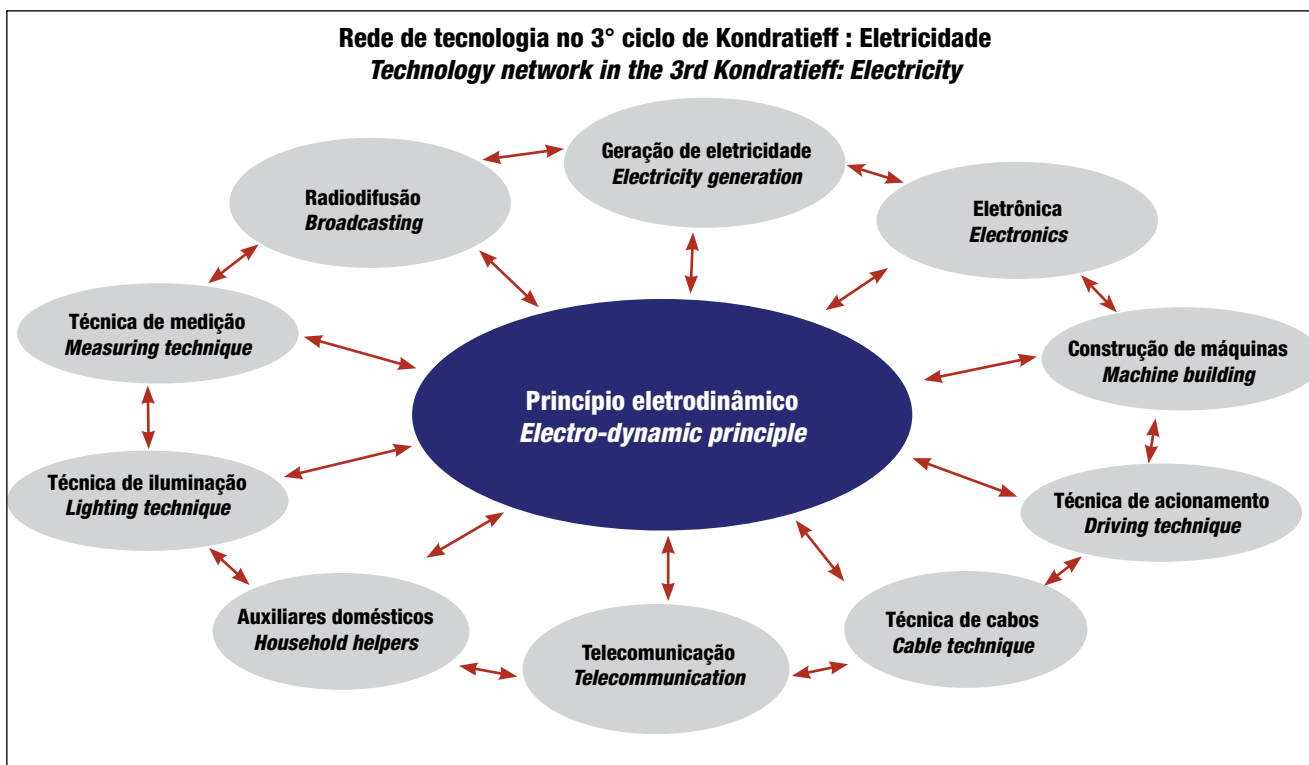 Rede de tecnologia no 3° ciclo de Kondratieff : Eletricidade
Technology network in the 3rd Kondratieff: Electricity
Geração de eletricidade
Electricity generation
Radiodifusão
Broadcasting
Eletrônica
Electronics
Técnica de medição
Measuring technique
Construção de máquinas
Machine building
Princípio eletrodinâmico
Electro-dynamic principle
Técnica de iluminação
Lighting technique
Técnica de acionamento
Driving technique
Auxiliares domésticos
Household helpers
Telecomunicação
Telecommunication
Técnica de cabos
Cable technique